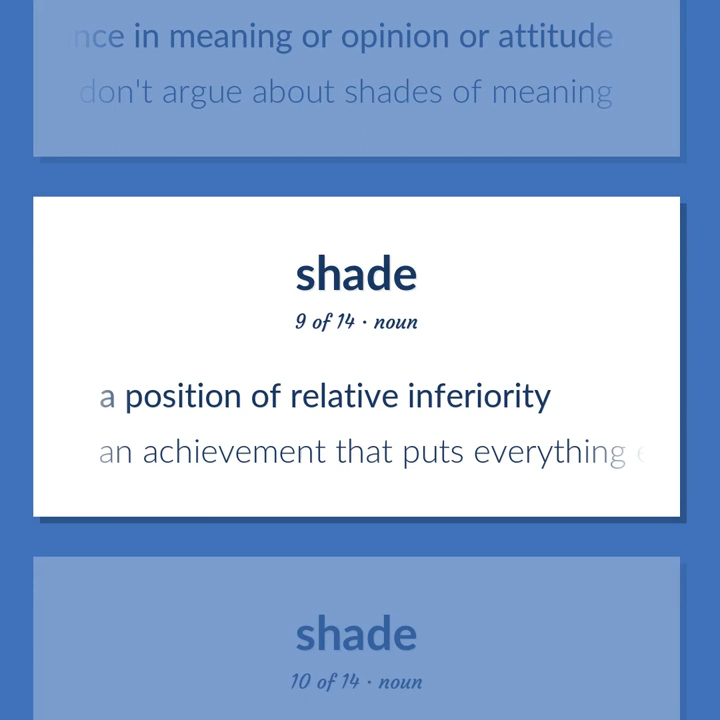 in meaning or opinion or attitude
don't argue about shades of meaning
shade
9 of 14 · noun
a position of relative inferiority
an achievement that puts everything
shade
10 of 14 · noun